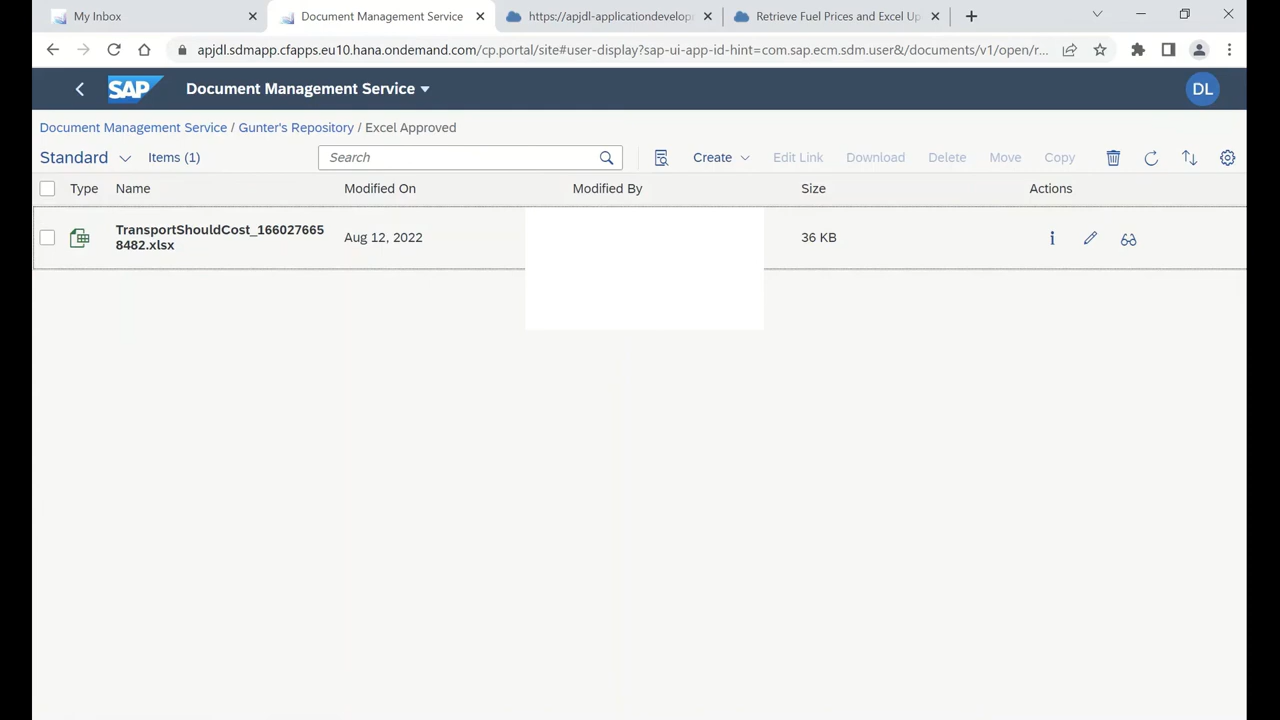 My Inbox
Document Management Service
https://apjdl-applicationdevelop
Retrieve Fuel Prices and Excel Up
apjdl.sdmapp.cfapps.eu10.hana.ondemand.com/cp.portal/site#user-display?sap-ui-app-id-hint=com.sap.ecm.sdm.user&/documents/v1/open/r...
SAP
Document Management Service
DL
Document Management Service / Gunter's Repository / Excel Approved
Standard Items (1) Search Create Edit Link Download Delete Move Copy
Type Name Modified On Modified By Size Actions
TransportShouldCost_166027665
8482.xlsx
Aug 12, 2022
36 KB